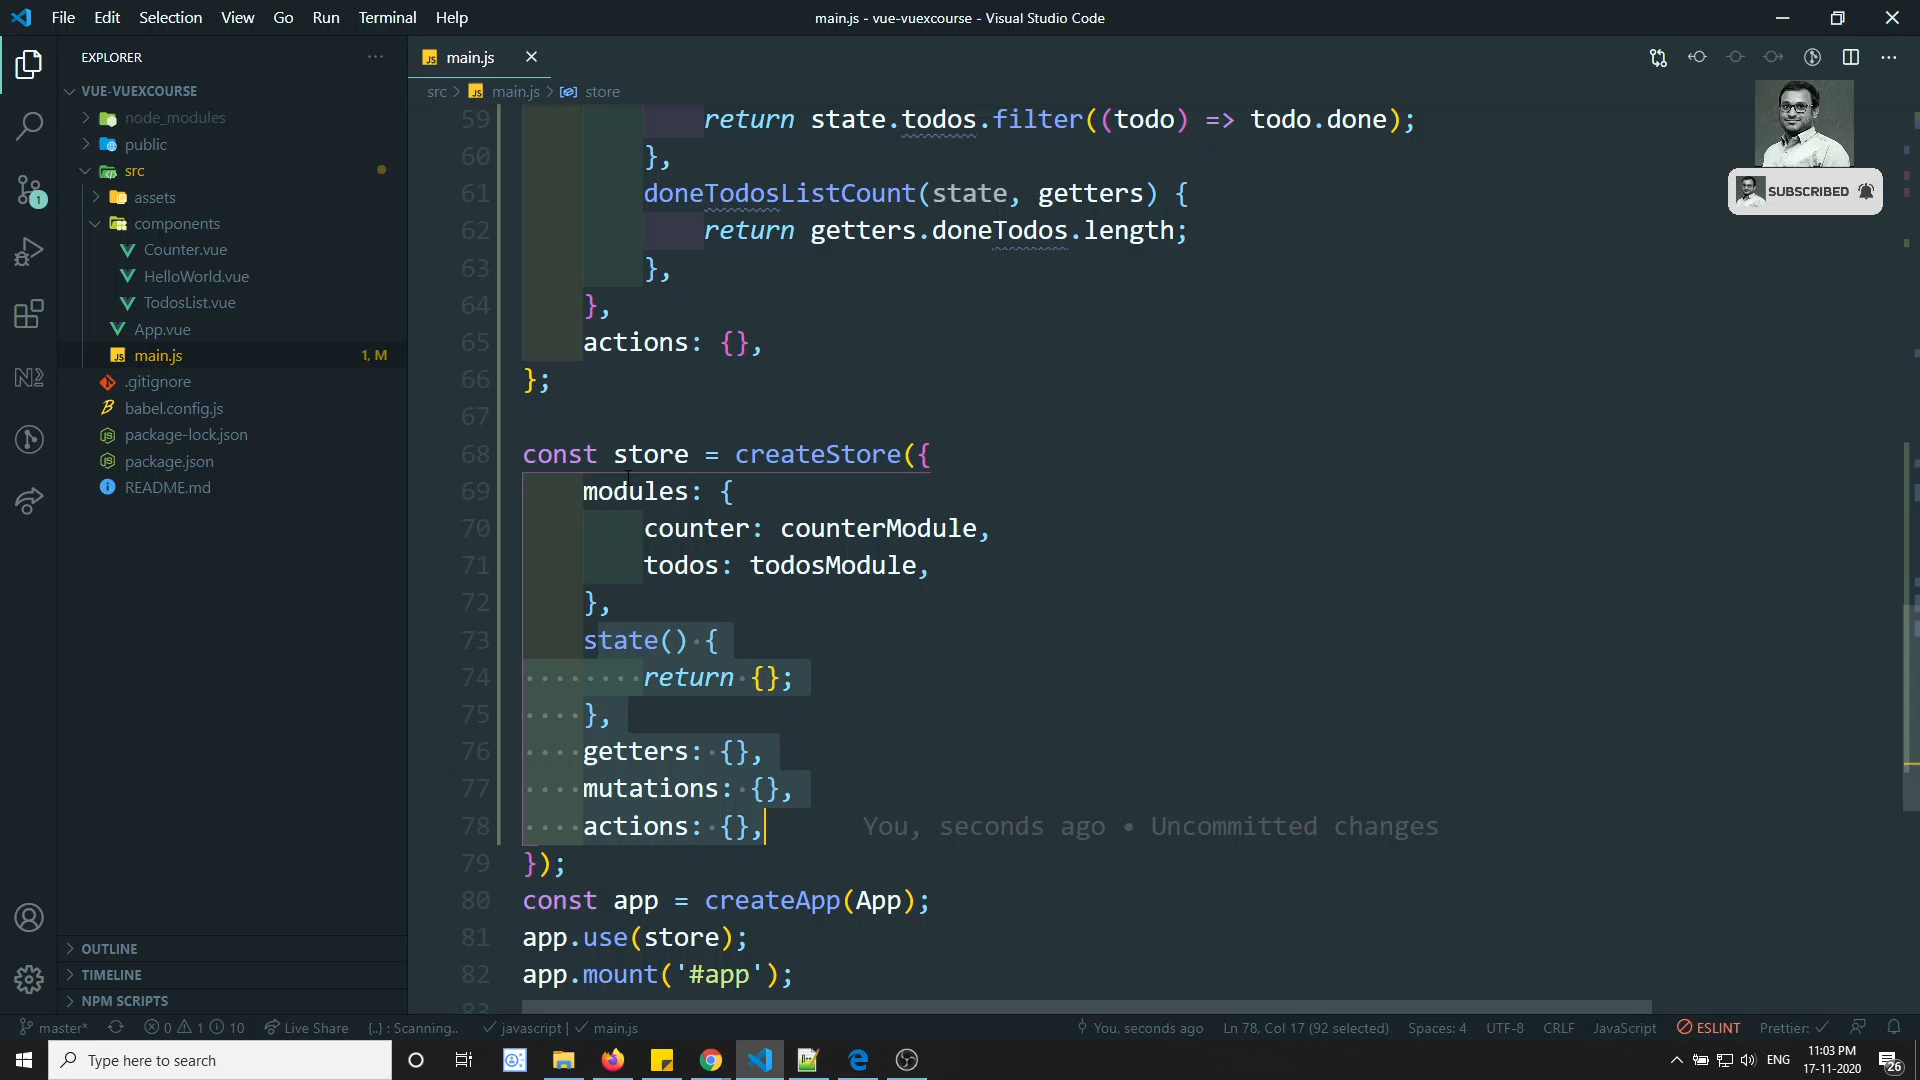 File Edit Selection View Go Run Terminal Help
main.js - vue-vuexcourse - Visual Studio Code
EXPLORER
VUE-VUEXCOURSE
node_modules
public
src
assets
components
Counter.vue
HelloWorld.vue
TodosList.vue
App.vue
main.js 1, M
.gitignore
babel.config.js
package-lock.json
package.json
README.md
OUTLINE
TIMELINE
NPM SCRIPTS
JS main.js
src > JS main.js > store
SUBSCRIBED
59 return state.todos.filter((todo) => todo.done);
60 },
61 doneTodosListCount(state, getters) {
62 return getters.doneTodos.length;
63 },
64 },
65 actions: {},
66 };
67
68 const store = createStore({
69 modules: {
70 counter: counterModule,
71 todos: todosModule,
72 },
73 state() {
74 return {};
75 },
76 getters: {},
77 mutations: {},
78 actions: {}, You, seconds ago • Uncommitted changes
79 });
80 const app = createApp(App);
81 app.use(store);
82 app.mount('#app');
83
master* 0 1 10 Live Share {..} : Scanning.. javascript | main.js You, seconds ago Ln 78, Col 17 (92 selected) Spaces: 4 UTF-8 CRLF JavaScript ESLINT Prettier:
Type here to search
ENG
11:03 PM
17-11-2020
26